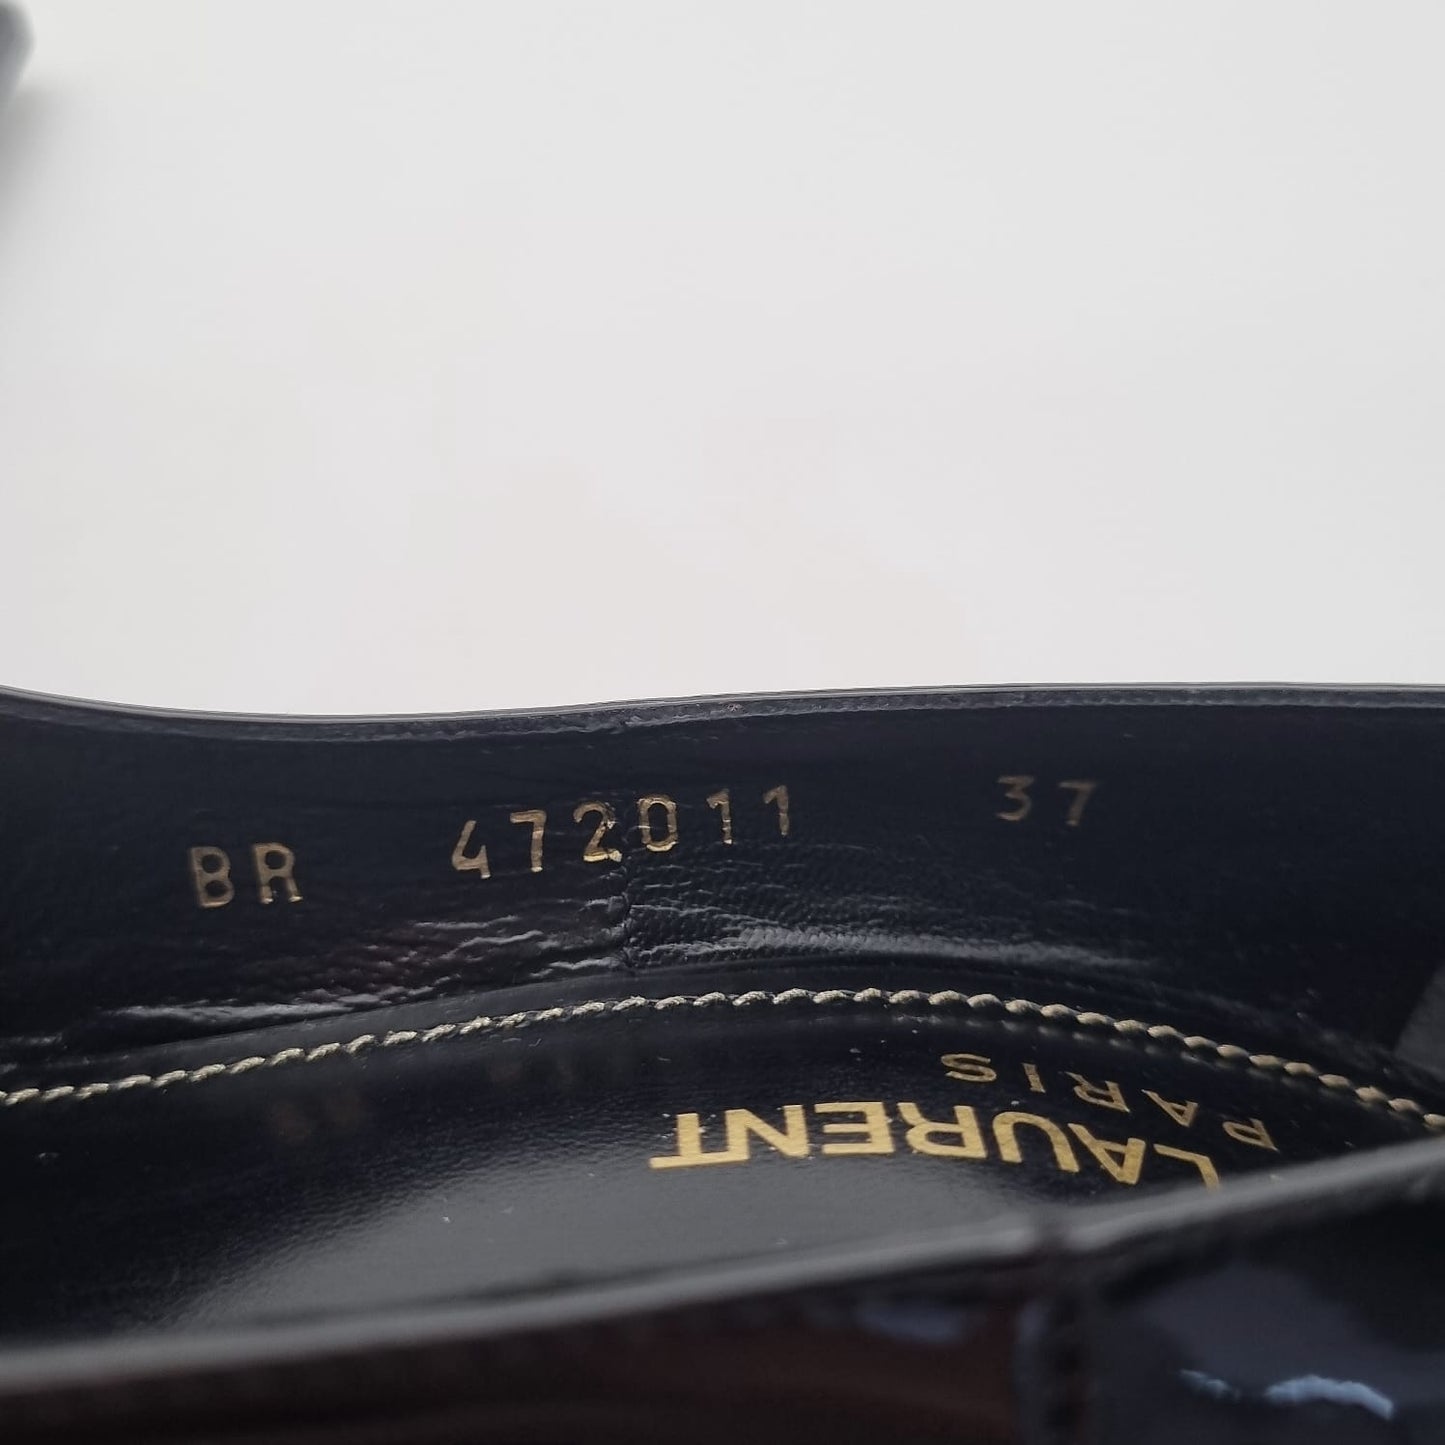 BR 472011 37
LAURENT
PARIS